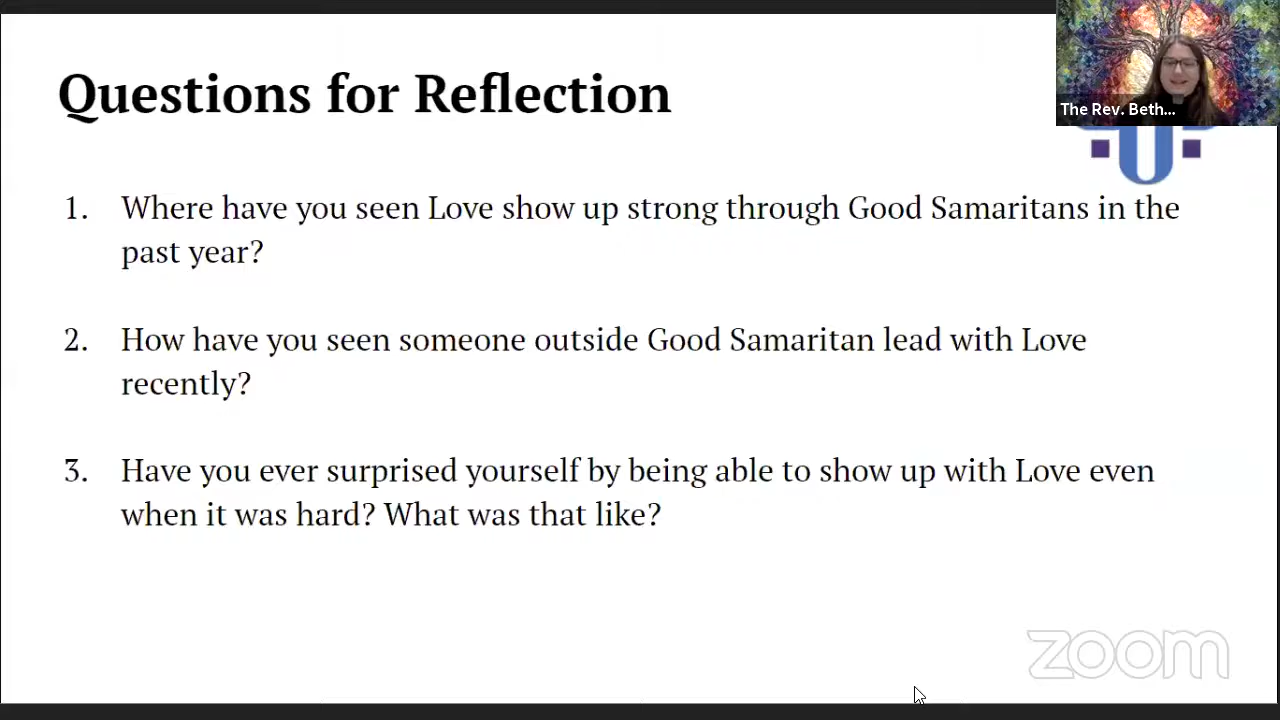 The Rev. Beth...
Questions for Reflection
1. Where have you seen Love show up strong through Good Samaritans in the
past year?
2. How have you seen someone outside Good Samaritan lead with Love
recently?
3. Have you ever surprised yourself by being able to show up with Love even
when it was hard? What was that like?
zoom